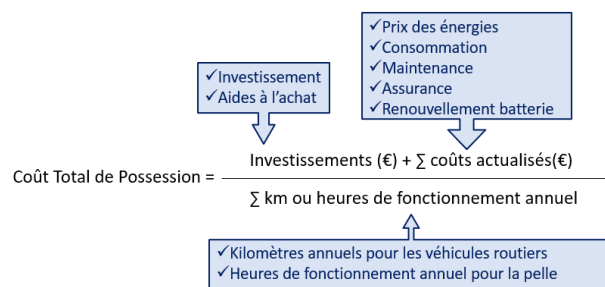 ✓Prix des énergies
✓Consommation
✓Maintenance
✓Assurance
✓Renouvellement batterie
✓Investissement
✓Aides à l'achat
Investissements (€) + ∑ coûts actualisés(€)
Coût Total de Possession =
∑ km ou heures de fonctionnement annuel
✓Kilomètres annuels pour les véhicules routiers
✓Heures de fonctionnement annuel pour la pelle